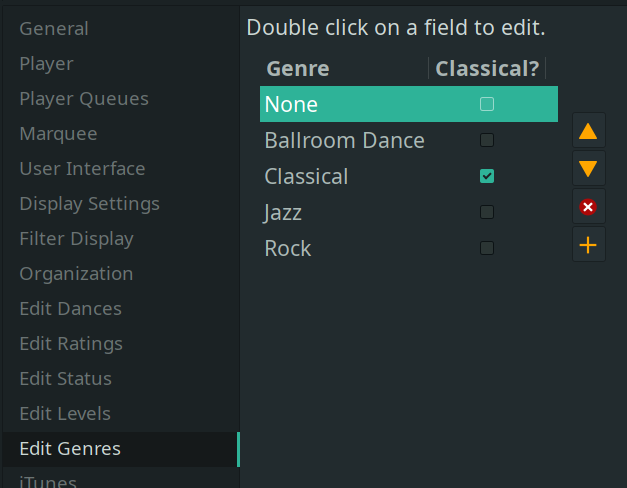 General
Player
Player Queues
Marquee
User Interface
Display Settings
Filter Display
Organization
Edit Dances
Edit Ratings
Edit Status
Edit Levels
Edit Genres
iTunes
Double click on a field to edit.
Genre Classical?
None
Ballroom Dance
Classical
Jazz
Rock